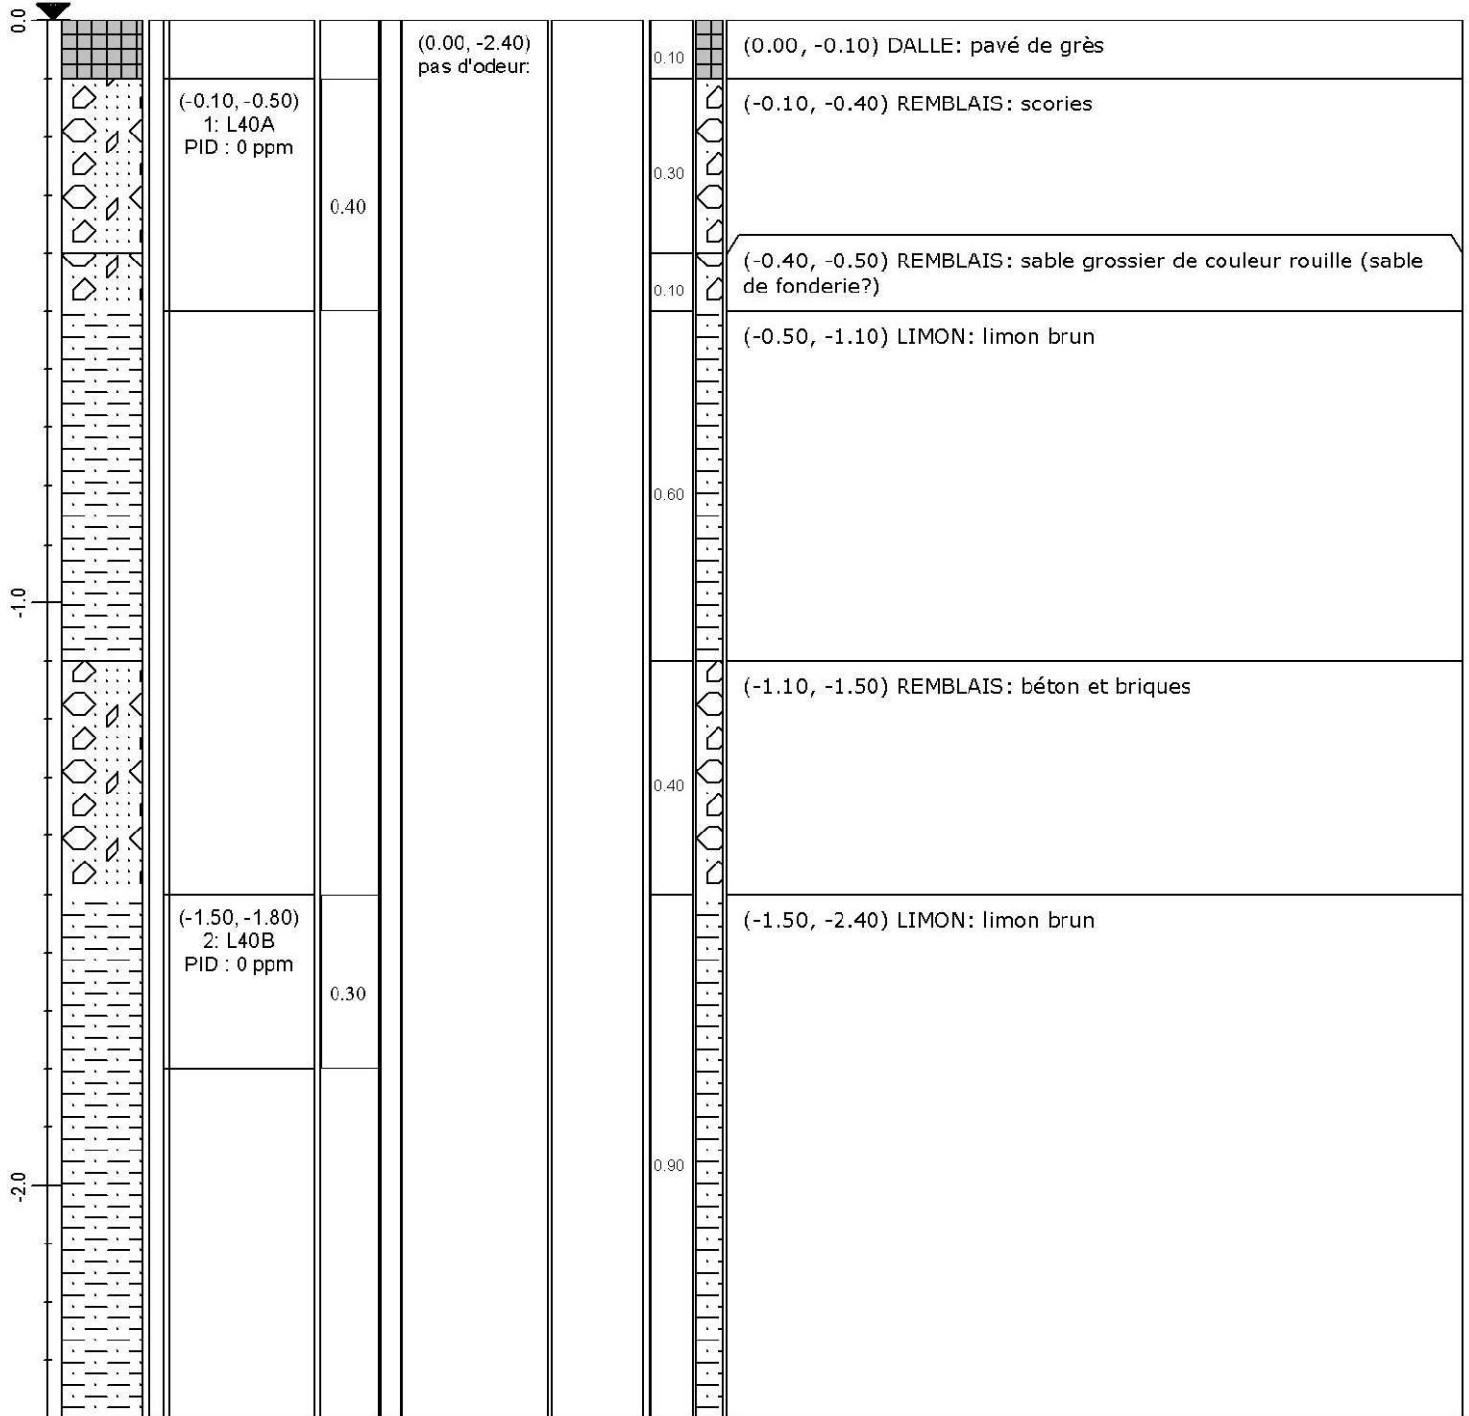 0.0
(0.00, -2.40)
pas d'odeur:
0.10
(0.00, -0.10) DALLE: pavé de grès
(-0.10, -0.50)
1: L40A
PID : 0 ppm
0.40
0.30
(-0.10, -0.40) REMBLAIS: scories
0.10
(-0.40, -0.50) REMBLAIS: sable grossier de couleur rouille (sable
de fonderie?)
(-0.50, -1.10) LIMON: limon brun
0.60
-1.0
(-1.10, -1.50) REMBLAIS: béton et briques
0.40
(-1.50, -1.80)
2: L40B
PID : 0 ppm
0.30
(-1.50, -2.40) LIMON: limon brun
0.90
-2.0